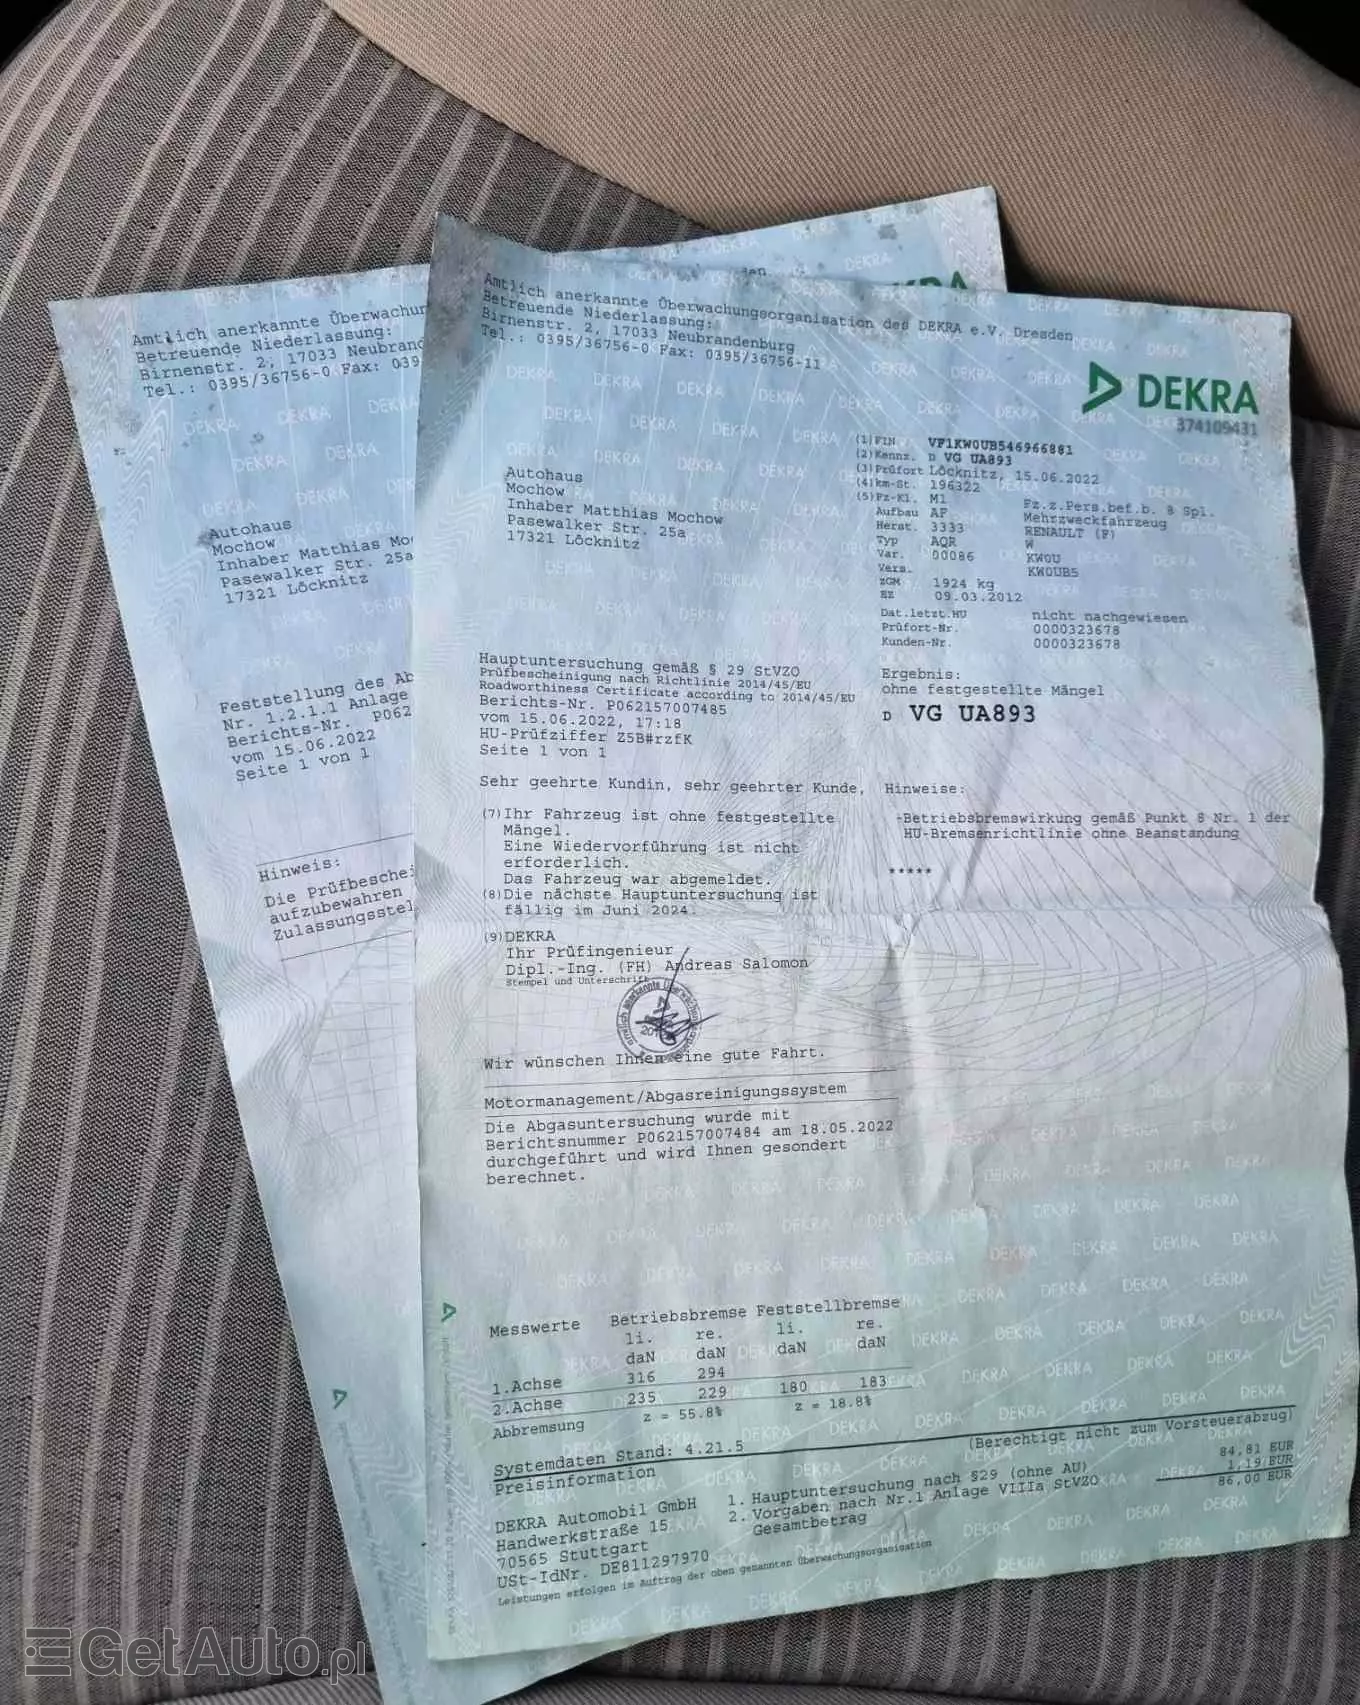 Amtlich anerkannte Überwachur
Betreuende Niederlassung:
Birnenstr. 2, 17033 Neubrand
Tel.: 0395/36756-0 Fax: 039
Autohaus
Mochow
Inhaber Matthias Mo
Pasewalker Str. 25a
17321 Löcknitz
Feststellung des Ab
Nr. 1.2.1.1 Anlage
Berichts-Nr. P062
vom 15.06.2022
Seite 1 von 1
Hinweis:
Die Prüfbeschei
aufzubewahren
Zulassungsstel
Amtlich anerkannte Überwachungsorganisation des DEKRA e.V. Dresden
Betreuende Niederlassung:
Birnenstr. 2, 17033 Neubrandenburg
Tel.: 0395/36756-0 Fax: 0395/36756-11
DEKRA
374109431
Autohaus
Mochow
Inhaber Matthias Mochow
Pasewalker Str. 25a
17321 Löcknitz
(1)FIN VF1KW0UB546966881
(2)Kennz. D VG UA893
(3)Prüfort Löcknitz, 15.06.2022
(4)km-St. 196322
(5)Fz-Kl. M1 Fz.z.Pers.bef.b. 8 Spl.
Aufbau AF Mehrzweckfahrzeug
Herst. 3333 RENAULT (F)
Typ AQR W
Var. 00086 KW0U
Vers. KW0UB5
zGM 1924 kg
EZ 09.03.2012
Dat.letzt.HU nicht nachgewiesen
Prüfort-Nr. 0000323678
Kunden-Nr. 0000323678
Hauptuntersuchung gemäß § 29 StVZO
Prüfbescheinigung nach Richtlinie 2014/45/EU
Roadworthiness Certificate according to 2014/45/EU
Berichts-Nr. P062157007485
vom 15.06.2022, 17:18
HU-Prüfziffer Z5B#rzfK
Seite 1 von 1
Ergebnis:
ohne festgestellte Mängel
D VG UA893
Sehr geehrte Kundin, sehr geehrter Kunde,
(7)Ihr Fahrzeug ist ohne festgestellte
Mängel.
Eine Wiedervorführung ist nicht
erforderlich.
Das Fahrzeug war abgemeldet.
(8)Die nächste Hauptuntersuchung ist
fällig im Juni 2024.
Hinweise:
-Betriebsbremswirkung gemäß Punkt 8 Nr. 1 der
HU-Bremsenrichtlinie ohne Beanstandung
*****
(9)DEKRA
Ihr Prüfingenieur
Dipl.-Ing. (FH) Andreas Salomon
Stempel und Unterschrift
Wir wünschen Ihnen eine gute Fahrt.
Motormanagement/Abgasreinigungssystem
Die Abgasuntersuchung wurde mit
Berichtsnummer P062157007484 am 18.05.2022
durchgeführt und wird Ihnen gesondert
berechnet.
Messwerte Betriebsbremse Feststellbremse
li. re. li. re.
daN daN daN daN
1.Achse 316 294
2.Achse 235 229 180 183
Abbremsung z = 55.8% z = 18.8%
Systemdaten Stand: 4.21.5
Preisinformation (Berechtigt nicht zum Vorsteuerabzug)
DEKRA Automobil GmbH
Handwerkstraße 15
70565 Stuttgart
USt-IdNr. DE811297970
1. Hauptuntersuchung nach §29 (ohne AU) 84,81 EUR
2. Vorgaben nach Nr.1 Anlage VIIIa StVZO 1,19 EUR
Gesamtbetrag 86,00 EUR
Leistungen erfolgen im Auftrag der oben genannten Überwachungsorganisation
GetAuto.pl